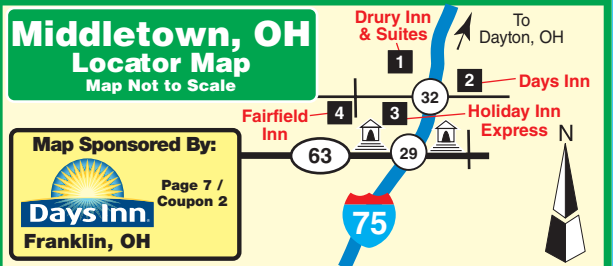 Middletown, OH
Locator Map
Map Not to Scale
Drury Inn
& Suites
1
To
Dayton, OH
2
Days Inn
32
Fairfield
Inn
4
3
Holiday Inn
Express
N
63
29
75
Map Sponsored By:
Days Inn
Page 7 /
Coupon 2
Franklin, OH